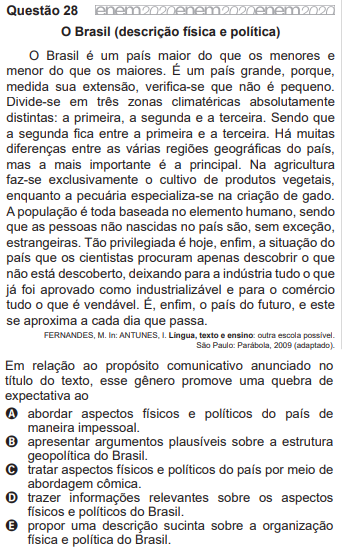 Questão 28 enem2020enem2020enem2020
O Brasil (descrição física e política)
O Brasil é um país maior do que os menores e
menor do que os maiores. É um país grande, porque,
medida sua extensão, verifica-se que não é pequeno.
Divide-se em três zonas climatéricas absolutamente
distintas: a primeira, a segunda e a terceira. Sendo que
a segunda fica entre a primeira e a terceira. Há muitas
diferenças entre as várias regiões geográficas do país,
mas a mais importante é a principal. Na agricultura
faz-se exclusivamente o cultivo de produtos vegetais,
enquanto a pecuária especializa-se na criação de gado.
A população é toda baseada no elemento humano, sendo
que as pessoas não nascidas no país são, sem exceção,
estrangeiras. Tão privilegiada é hoje, enfim, a situação do
país que os cientistas procuram apenas descobrir o que
não está descoberto, deixando para a indústria tudo o que
já foi aprovado como industrializável e para o comércio
tudo o que é vendável. É, enfim, o país do futuro, e este
se aproxima a cada dia que passa.
FERNANDES, M. In: ANTUNES, I. Língua, texto e ensino: outra escola possível.
São Paulo: Parábola, 2009 (adaptado).
Em relação ao propósito comunicativo anunciado no
título do texto, esse gênero promove uma quebra de
expectativa ao
A abordar aspectos físicos e políticos do país de
maneira impessoal.
B apresentar argumentos plausíveis sobre a estrutura
geopolítica do Brasil.
C tratar aspectos físicos e políticos do país por meio de
abordagem cômica.
D trazer informações relevantes sobre os aspectos
físicos e políticos do Brasil.
E propor uma descrição sucinta sobre a organização
física e política do Brasil.